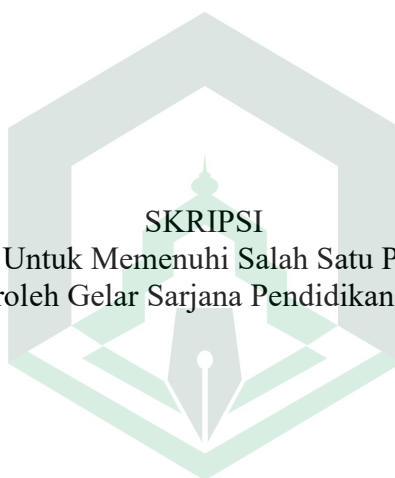 SKRIPSI
Untuk Memenuhi Salah Satu P
roleh Gelar Sarjana Pendidikan